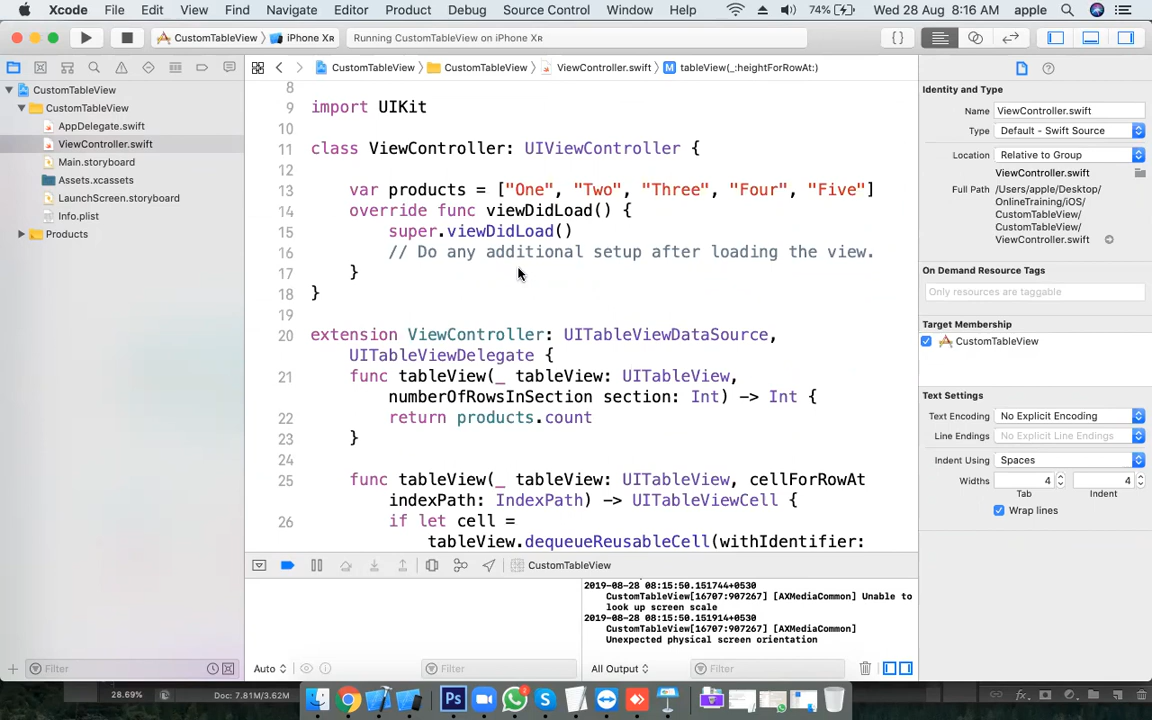 Xcode File Edit View Find Navigate Editor Product Debug Source Control Window Help 74% Wed 28 Aug 8:16 AM apple
CustomTableView iPhone Xʀ Running CustomTableView on iPhone Xʀ
CustomTableView CustomTableView ViewController.swift M tableView(_:heightForRowAt:)
CustomTableView
CustomTableView
AppDelegate.swift
ViewController.swift
Main.storyboard
Assets.xcassets
LaunchScreen.storyboard
Info.plist
Products
Filter
8
9 import UIKit
10
11 class ViewController: UIViewController {
12
13 var products = ["One", "Two", "Three", "Four", "Five"]
14 override func viewDidLoad() {
15 super.viewDidLoad()
16 // Do any additional setup after loading the view.
17 }
18 }
19
20 extension ViewController: UITableViewDataSource,
UITableViewDelegate {
21 func tableView(_ tableView: UITableView,
numberOfRowsInSection section: Int) -> Int {
22 return products.count
23 }
24
25 func tableView(_ tableView: UITableView, cellForRowAt
indexPath: IndexPath) -> UITableViewCell {
26 if let cell =
tableView.dequeueReusableCell(withIdentifier:
CustomTableView
2019-08-28 08:15:50.151744+0530
CustomTableView[16707:907267] [AXMediaCommon] Unable to
look up screen scale
2019-08-28 08:15:50.151914+0530
CustomTableView[16707:907267] [AXMediaCommon]
Unexpected physical screen orientation
Auto Filter All Output Filter
Identity and Type
Name ViewController.swift
Type Default - Swift Source
Location Relative to Group
ViewController.swift
Full Path /Users/apple/Desktop/
OnlineTraining/iOS/
CustomTableView/
CustomTableView/
ViewController.swift
On Demand Resource Tags
Only resources are taggable
Target Membership
CustomTableView
Text Settings
Text Encoding No Explicit Encoding
Line Endings No Explicit Line Endings
Indent Using Spaces
Widths 4 4
Tab Indent
Wrap lines
28.69% Doc: 7.81M/3.62M
Ps
fx